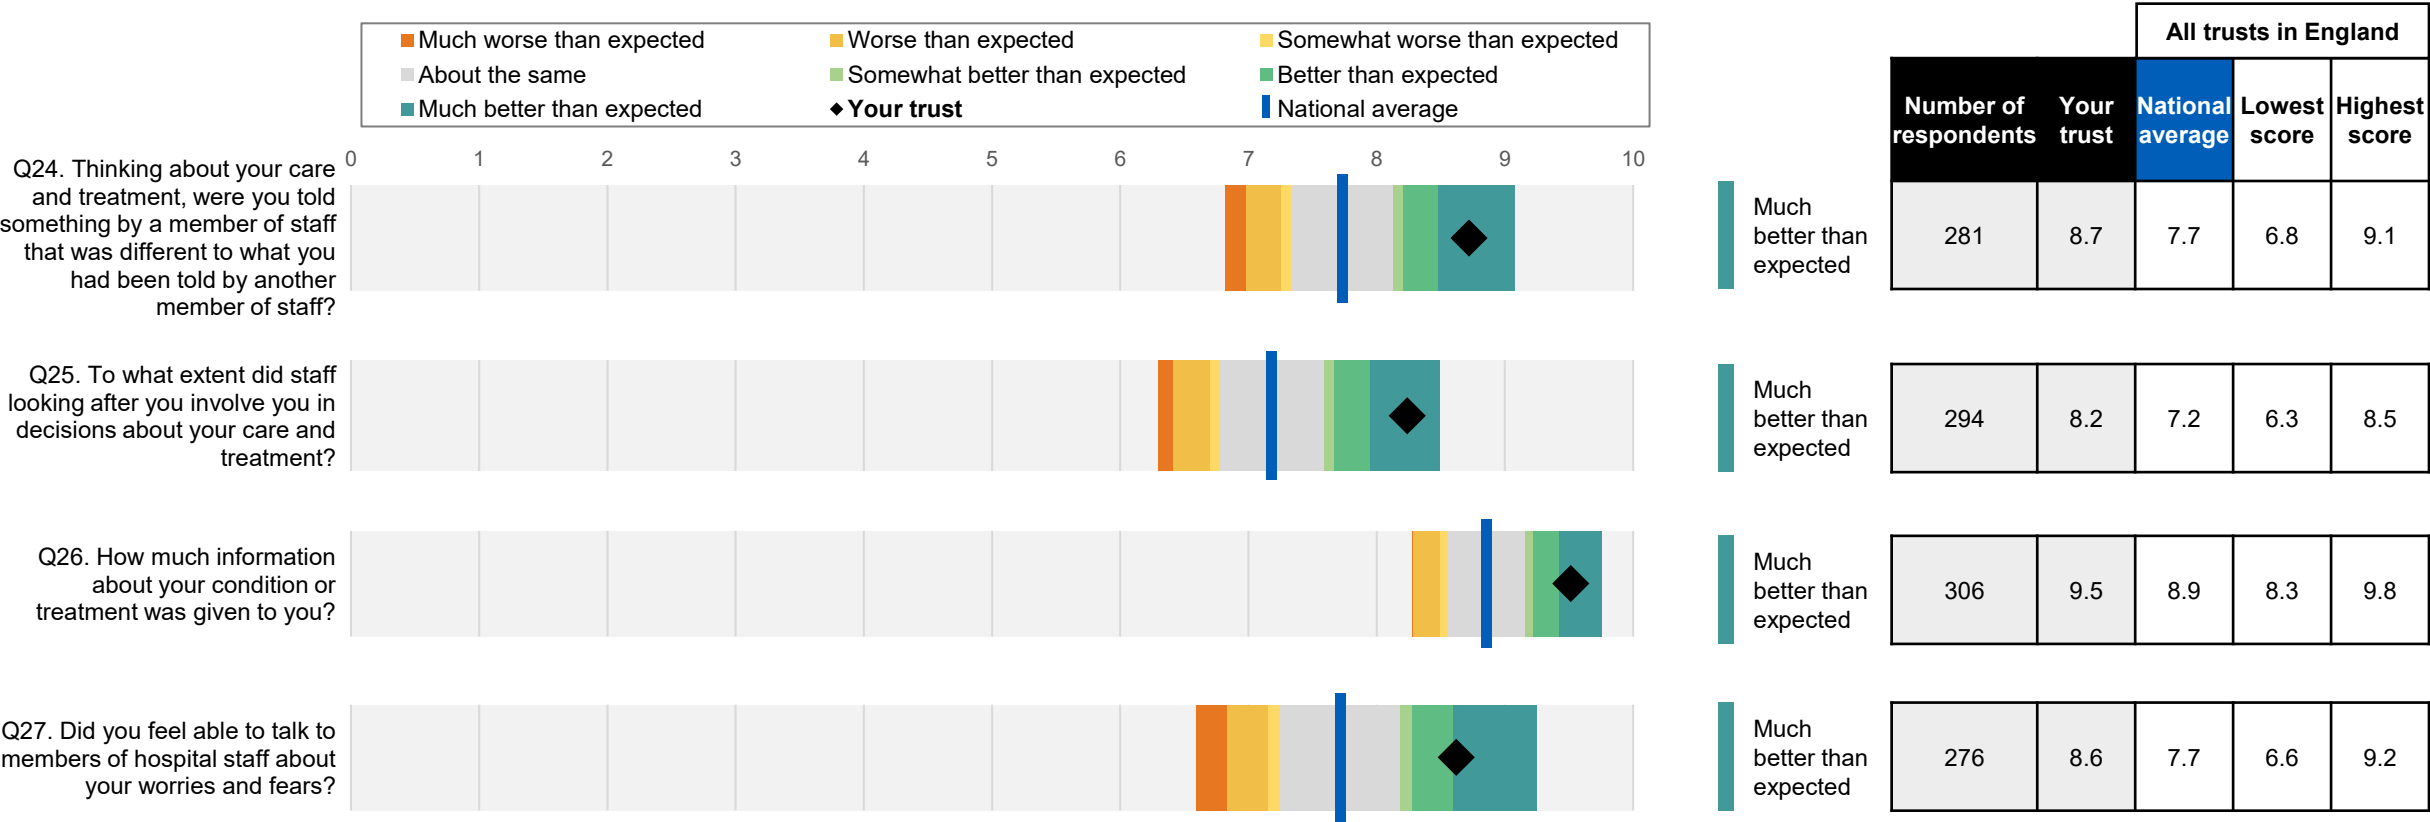 Much worse than expected
Worse than expected
Somewhat worse than expected
About the same
Somewhat better than expected
Better than expected
Much better than expected
Your trust
National average
All trusts in England
Number of
respondents
Your
trust
National
average
Lowest
score
Highest
score
0 1 2 3 4 5 6 7 8 9 10
Q24. Thinking about your care
and treatment, were you told
something by a member of staff
that was different to what you
had been told by another
member of staff?
Much
better than
expected
281 8.7 7.7 6.8 9.1
Q25. To what extent did staff
looking after you involve you in
decisions about your care and
treatment?
Much
better than
expected
294 8.2 7.2 6.3 8.5
Q26. How much information
about your condition or
treatment was given to you?
Much
better than
expected
306 9.5 8.9 8.3 9.8
Q27. Did you feel able to talk to
members of hospital staff about
your worries and fears?
Much
better than
expected
276 8.6 7.7 6.6 9.2